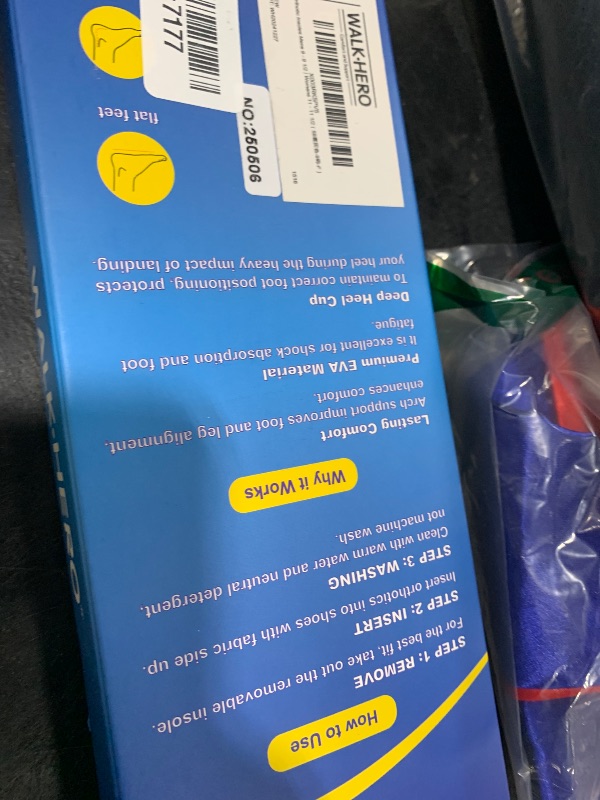 How to Use
STEP 1: REMOVE
For the best fit, take out the removable insole.
STEP 2: INSERT
Insert orthotics into shoes with fabric side up.
STEP 3: WASHING
Clean with warm water and neutral detergent.
not machine wash.
Why it Works
Lasting Comfort
Arch support improves foot and leg alignment,
enhances comfort.
Premium EVA Material
It is excellent for shock absorption and foot
fatigue.
Deep Heel Cup
To maintain correct foot positioning, protects
your heel during the heavy impact of landing.
flat feet
WALK·HERO
NO:250506
7177
WALK·HERO